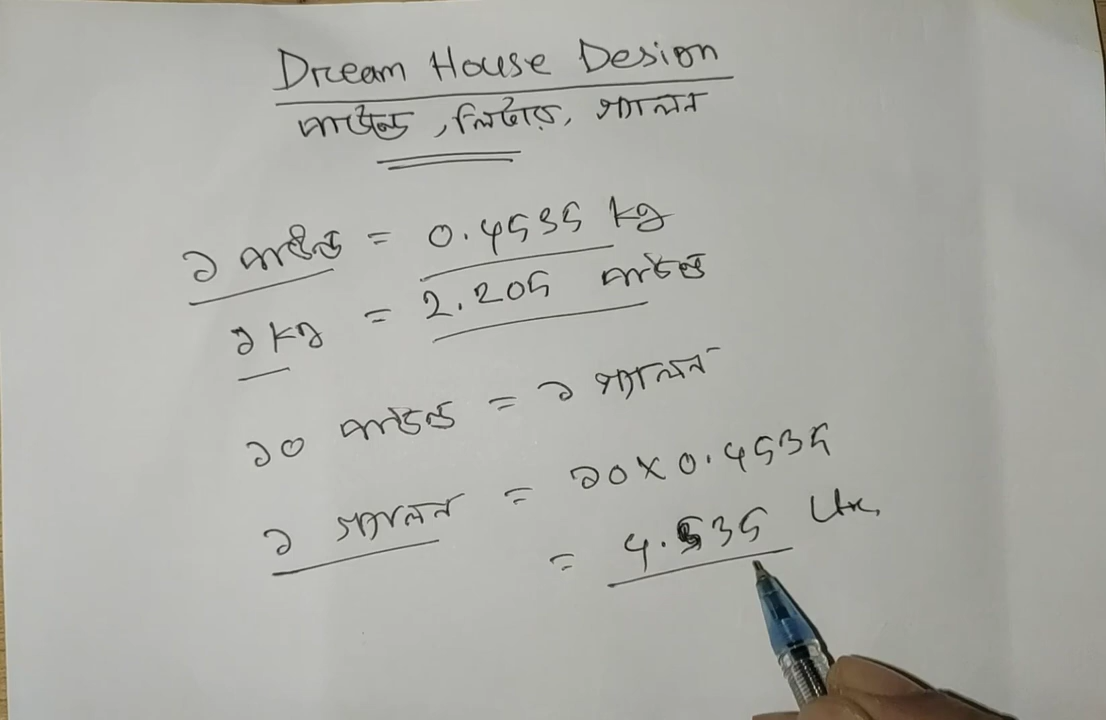 Dream House Design
পাউন্ড, লিটার, গ্যালন
১ পাউন্ড = 0.4535 kg
১ kg = 2.205 পাউন্ড
১০ পাউন্ড = ১ গ্যালন
১ গ্যালন = ১০ X 0.4535
= 4.535 Ltr.